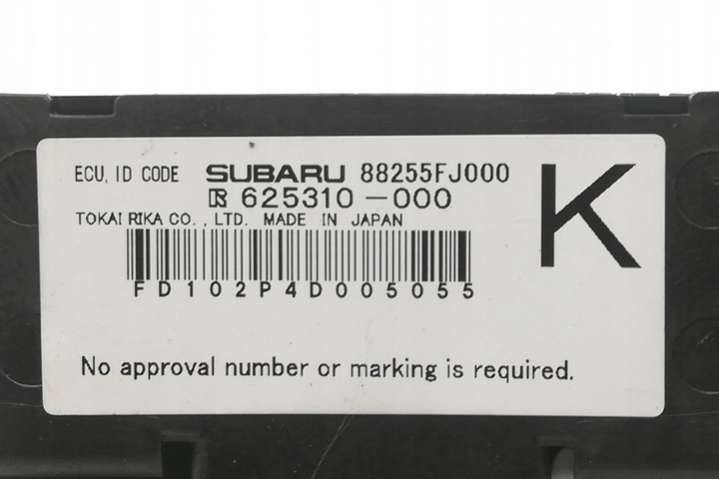 ECU, ID CODE SUBARU 88255FJ000
625310-000
TOKAI RIKA CO., LTD. MADE IN JAPAN
K
FD102P4D005055
No approval number or marking is required.